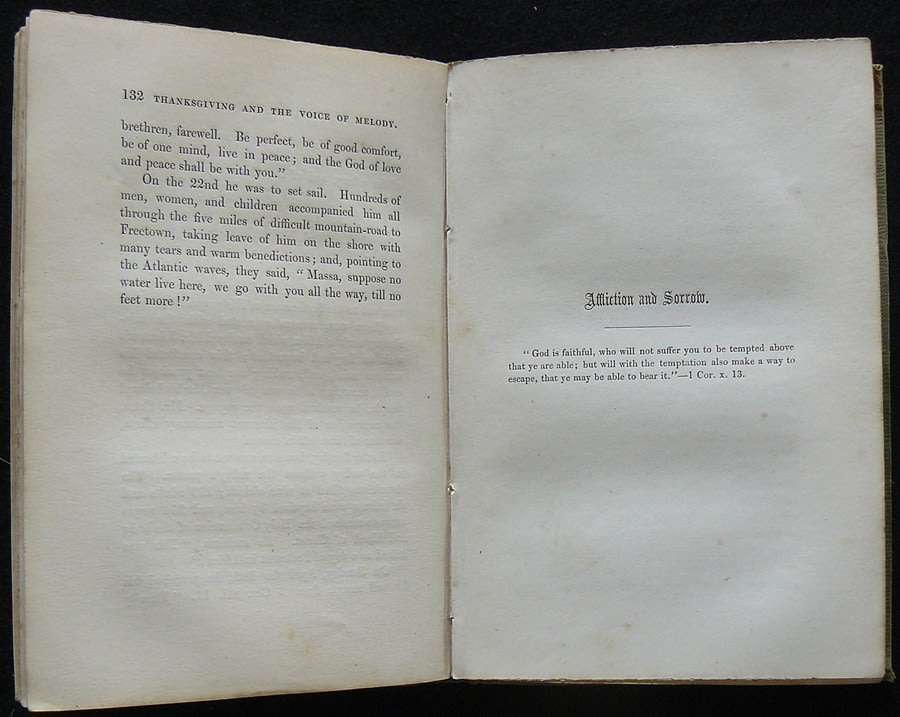 132 THANKSGIVING AND THE VOICE OF MELODY.
brethren, farewell. Be perfect, be of good comfort,
be of one mind, live in peace; and the God of love
and peace shall be with you."
On the 22nd he was to set sail. Hundreds of
men, women, and children accompanied him all
through the five miles of difficult mountain-road to
Freetown, taking leave of him on the shore with
many tears and warm benedictions; and, pointing to
the Atlantic waves, they said, "Massa, suppose no
water live here, we go with you all the way, till no
feet more!"
Affliction and Sorrow.
"God is faithful, who will not suffer you to be tempted above
that ye are able; but will with the temptation also make a way to
escape, that ye may be able to bear it."—1 Cor. x. 13.